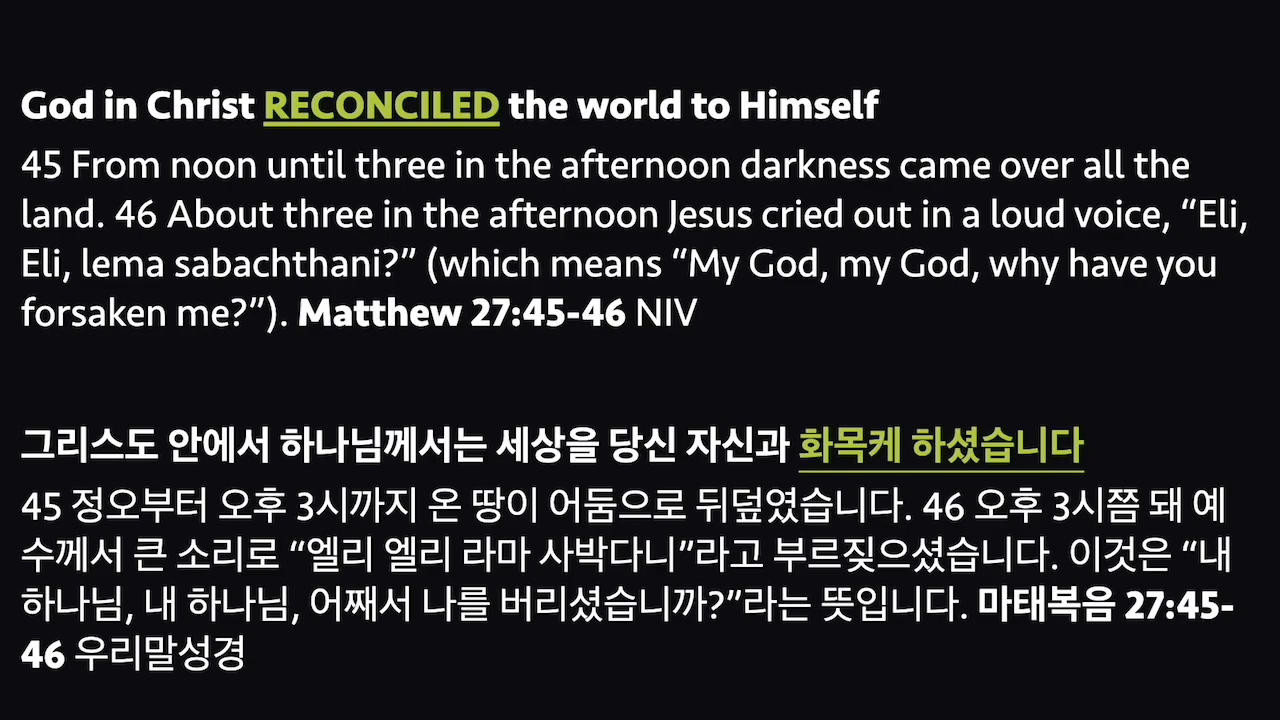 God in Christ RECONCILED the world to Himself
45 From noon until three in the afternoon darkness came over all the
land. 46 About three in the afternoon Jesus cried out in a loud voice, “Eli,
Eli, lema sabachthani?” (which means “My God, my God, why have you
forsaken me?”). Matthew 27:45-46 NIV
그리스도 안에서 하나님께서는 세상을 당신 자신과 화목케 하셨습니다
45 정오부터 오후 3시까지 온 땅이 어둠으로 뒤덮였습니다. 46 오후 3시쯤 돼 예
수께서 큰 소리로 “엘리 엘리 라마 사박다니”라고 부르짖으셨습니다. 이것은 “내
하나님, 내 하나님, 어째서 나를 버리셨습니까?”라는 뜻입니다. 마태복음 27:45-
46 우리말성경